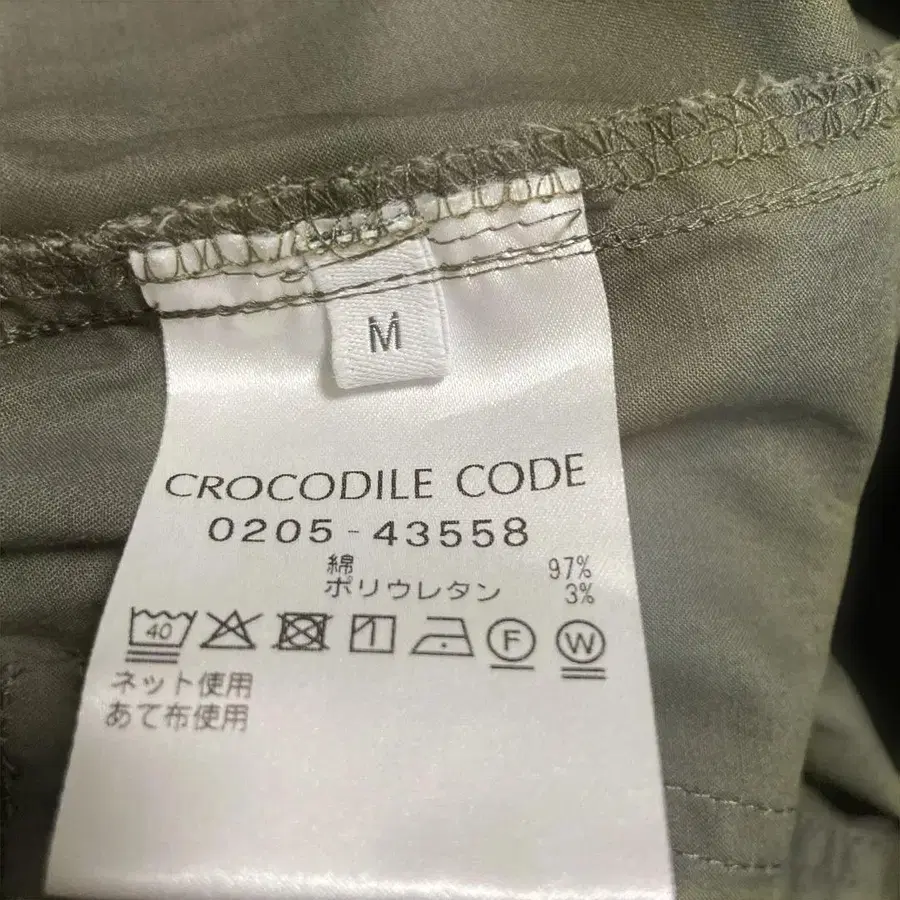 M
CROCODILE CODE
0205-43558
綿 97%
ポリウレタン 3%
40 F W
ネット使用
あて布使用